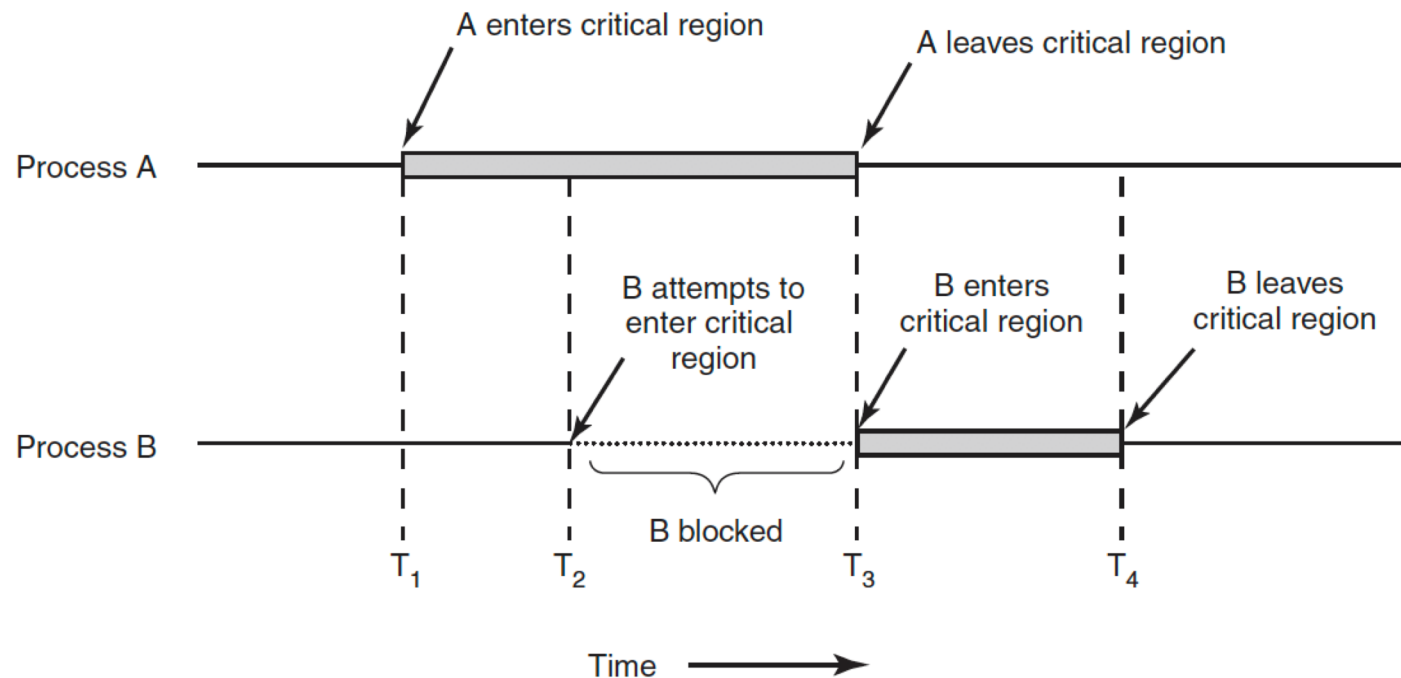 A enters critical region
A leaves critical region
Process A
B attempts to
enter critical
region
B enters
critical region
B leaves
critical region
Process B
B blocked
T1
T2
T3
T4
Time